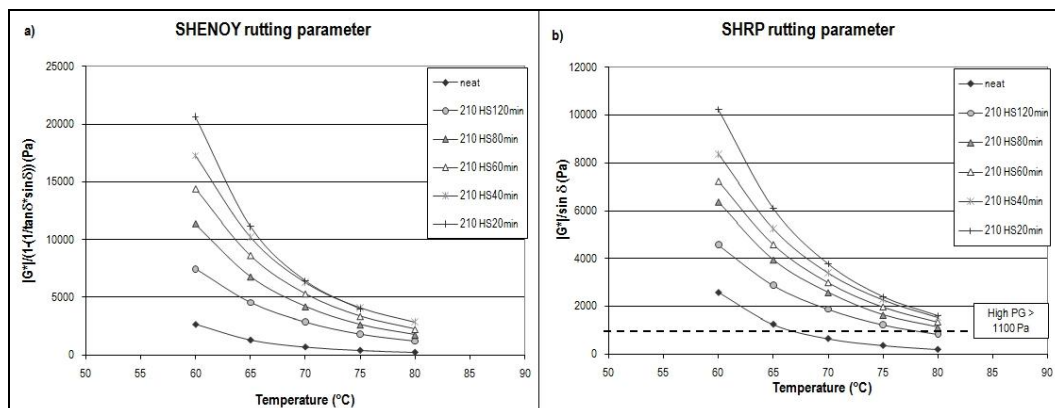 a)
SHENOY rutting parameter
|G*|/(1-(1/tanδ*sinδ))(Pa)
25000
20000
15000
10000
5000
0
50
55
60
65
70
75
80
85
90
Temperature (°C)
neat
210 HS120min
210 HS80min
210 HS60min
210 HS40min
210 HS20min
b)
SHRP rutting parameter
|G*|/sin δ (Pa)
12000
10000
8000
6000
4000
2000
0
50
55
60
65
70
75
80
85
90
Temperature (°C)
neat
210 HS120min
210 HS80min
210 HS60min
210 HS40min
210 HS20min
High PG >
1100 Pa